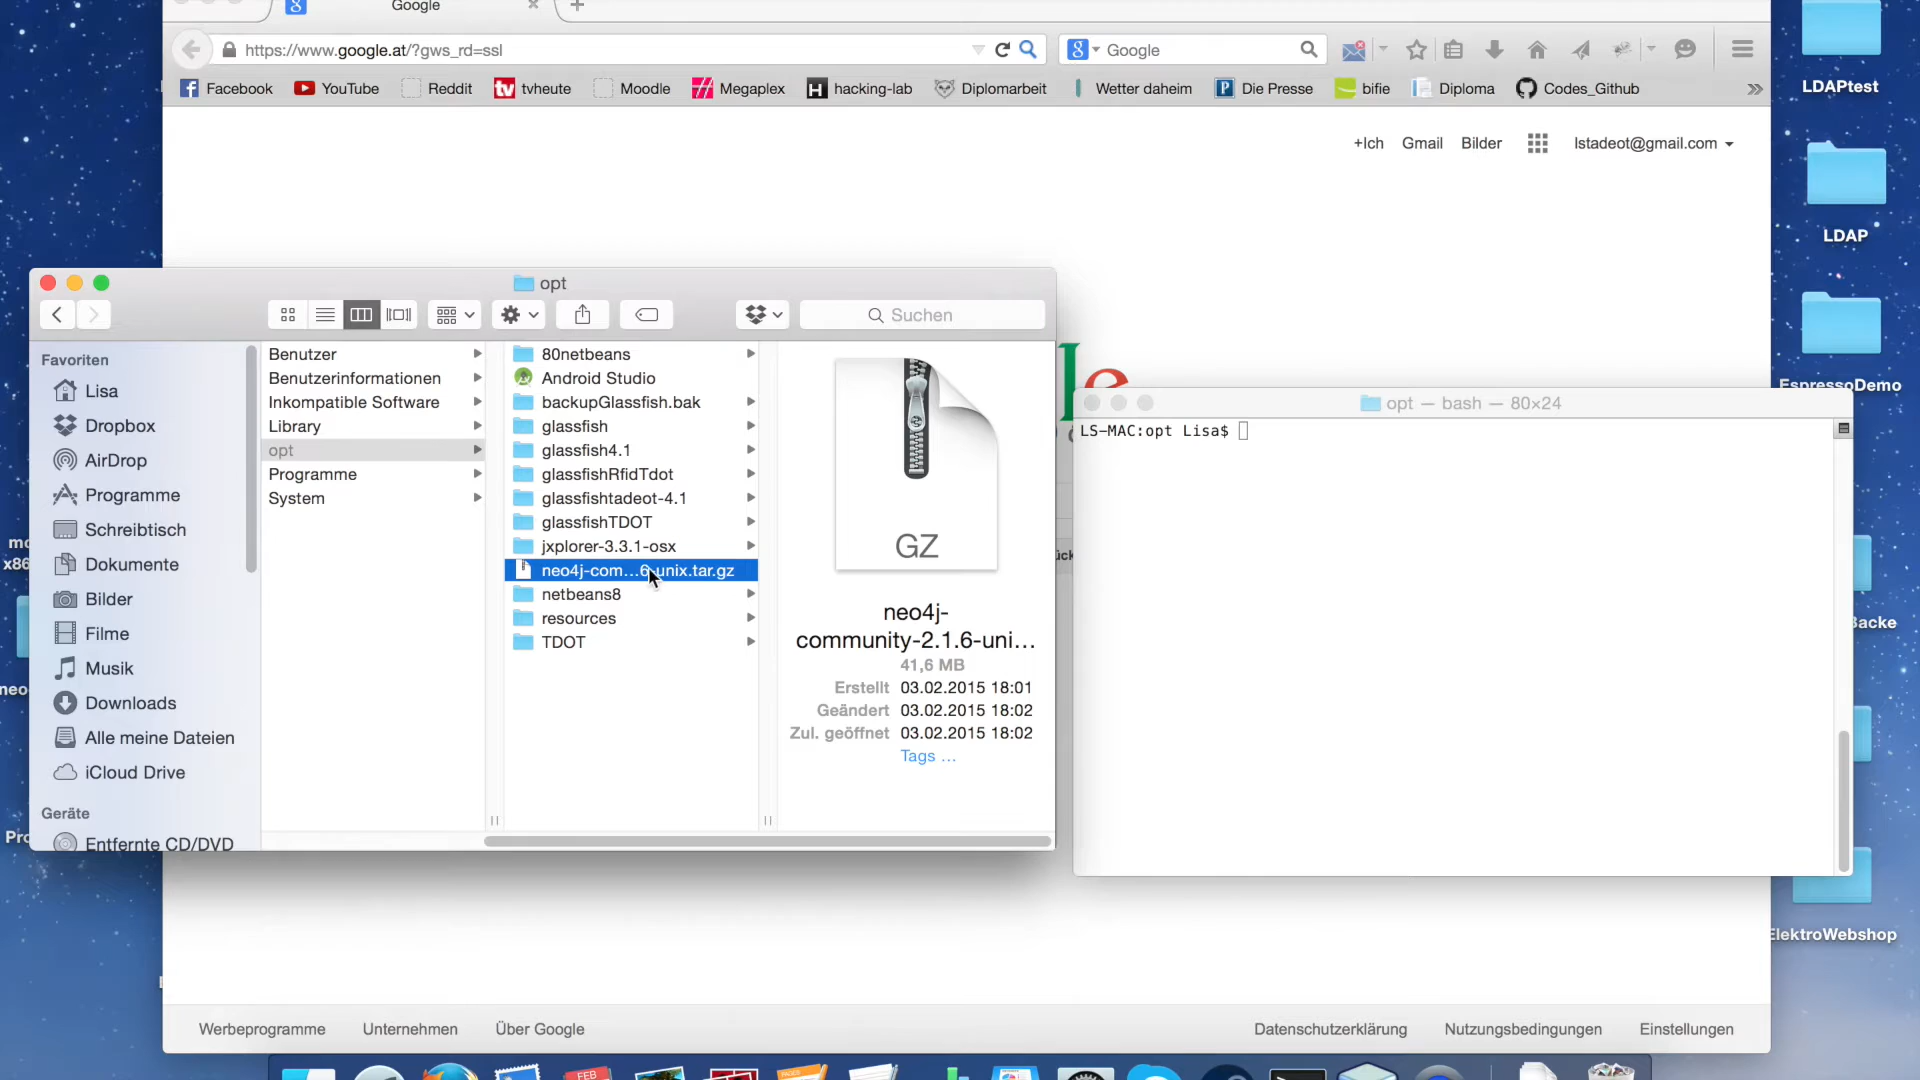 Google
https://www.google.at/?gws_rd=ssl
Google
Facebook
YouTube
Reddit
tvheute
Moodle
Megaplex
hacking-lab
Diplomarbeit
Wetter daheim
Die Presse
bifie
Diploma
Codes_Github
+Ich
Gmail
Bilder
lstadeot@gmail.com
LDAPtest
LDAP
EspressoDemo
Backe
ElektroWebshop
opt
Suchen
Favoriten
Lisa
Dropbox
AirDrop
Programme
Schreibtisch
Dokumente
Bilder
Filme
Musik
Downloads
Alle meine Dateien
iCloud Drive
Geräte
Entfernte CD/DVD
Benutzer
Benutzerinformationen
Inkompatible Software
Library
opt
Programme
System
80netbeans
Android Studio
backupGlassfish.bak
glassfish
glassfish4.1
glassfishRfidTdot
glassfishtadeot-4.1
glassfishTDOT
jxplorer-3.3.1-osx
neo4j-com...6-unix.tar.gz
netbeans8
resources
TDOT
GZ
neo4j-
community-2.1.6-uni...
41,6 MB
Erstellt 03.02.2015 18:01
Geändert 03.02.2015 18:02
Zul. geöffnet 03.02.2015 18:02
Tags ...
opt — bash — 80×24
LS-MAC:opt Lisa$
Werbeprogramme
Unternehmen
Über Google
Datenschutzerklärung
Nutzungsbedingungen
Einstellungen
FEB
PAGES